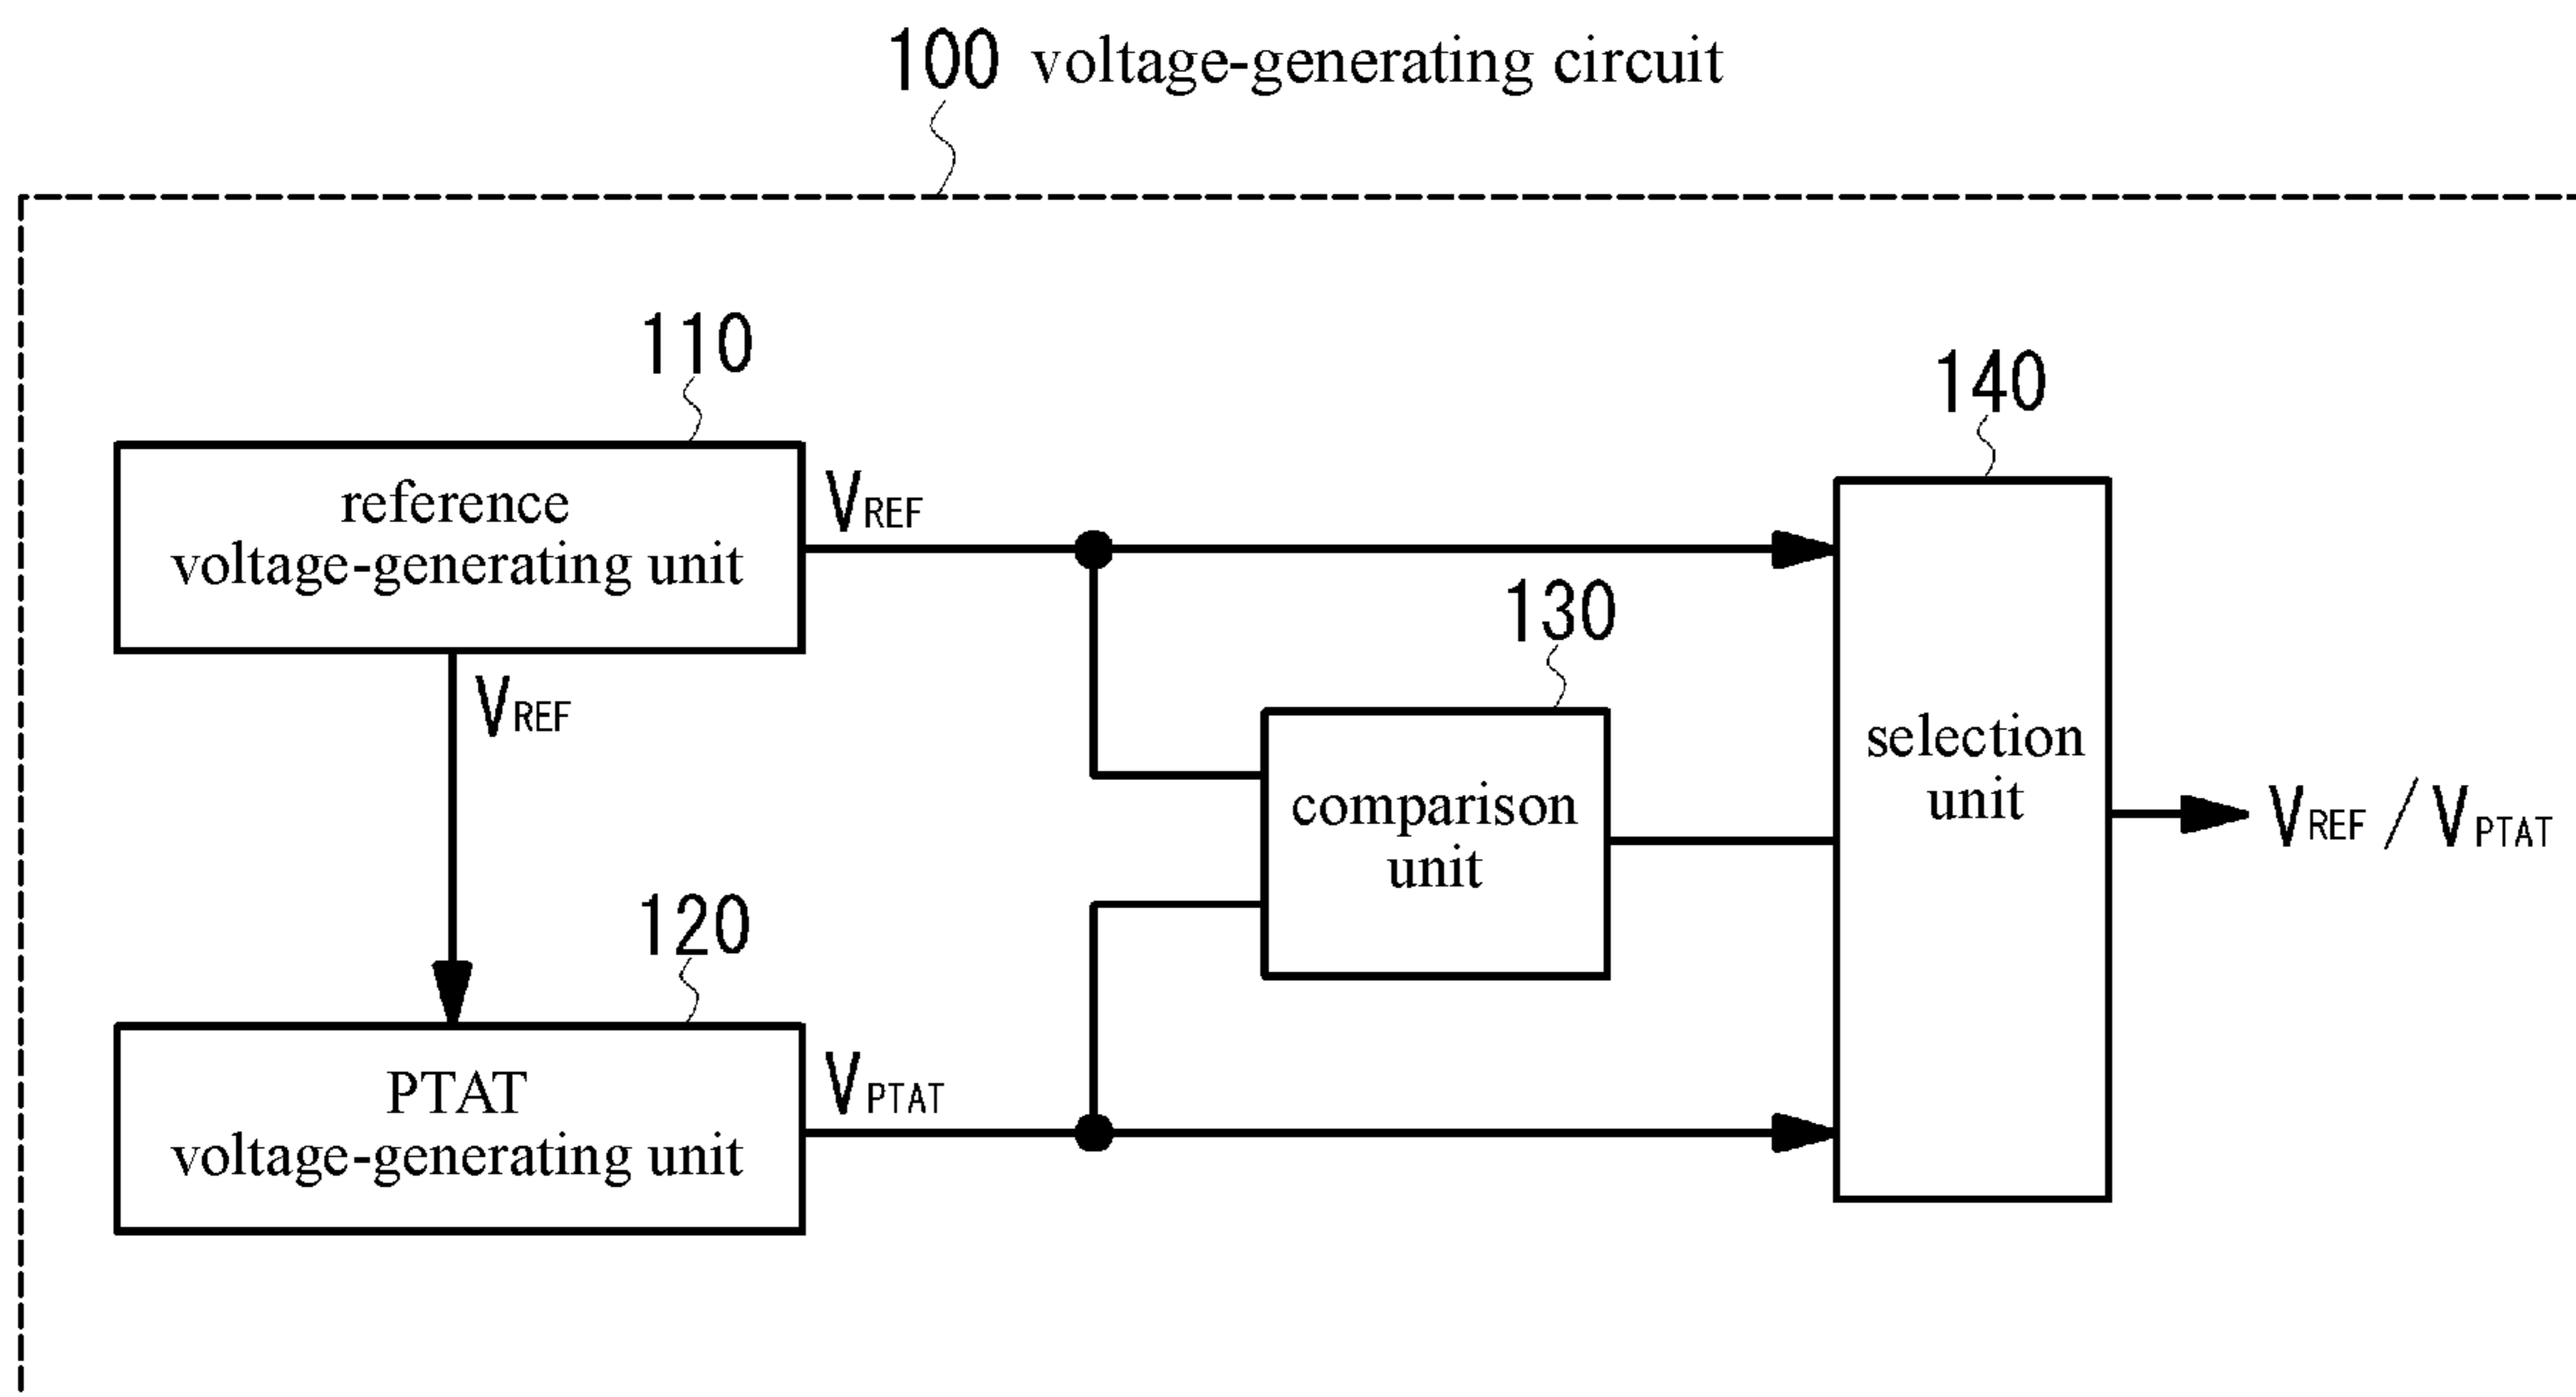 100 voltage-generating circuit
110
reference
voltage-generating unit
VREF
VREF
120
PTAT
voltage-generating unit
VPTAT
130
comparison
unit
140
selection
unit
VREF / VPTAT